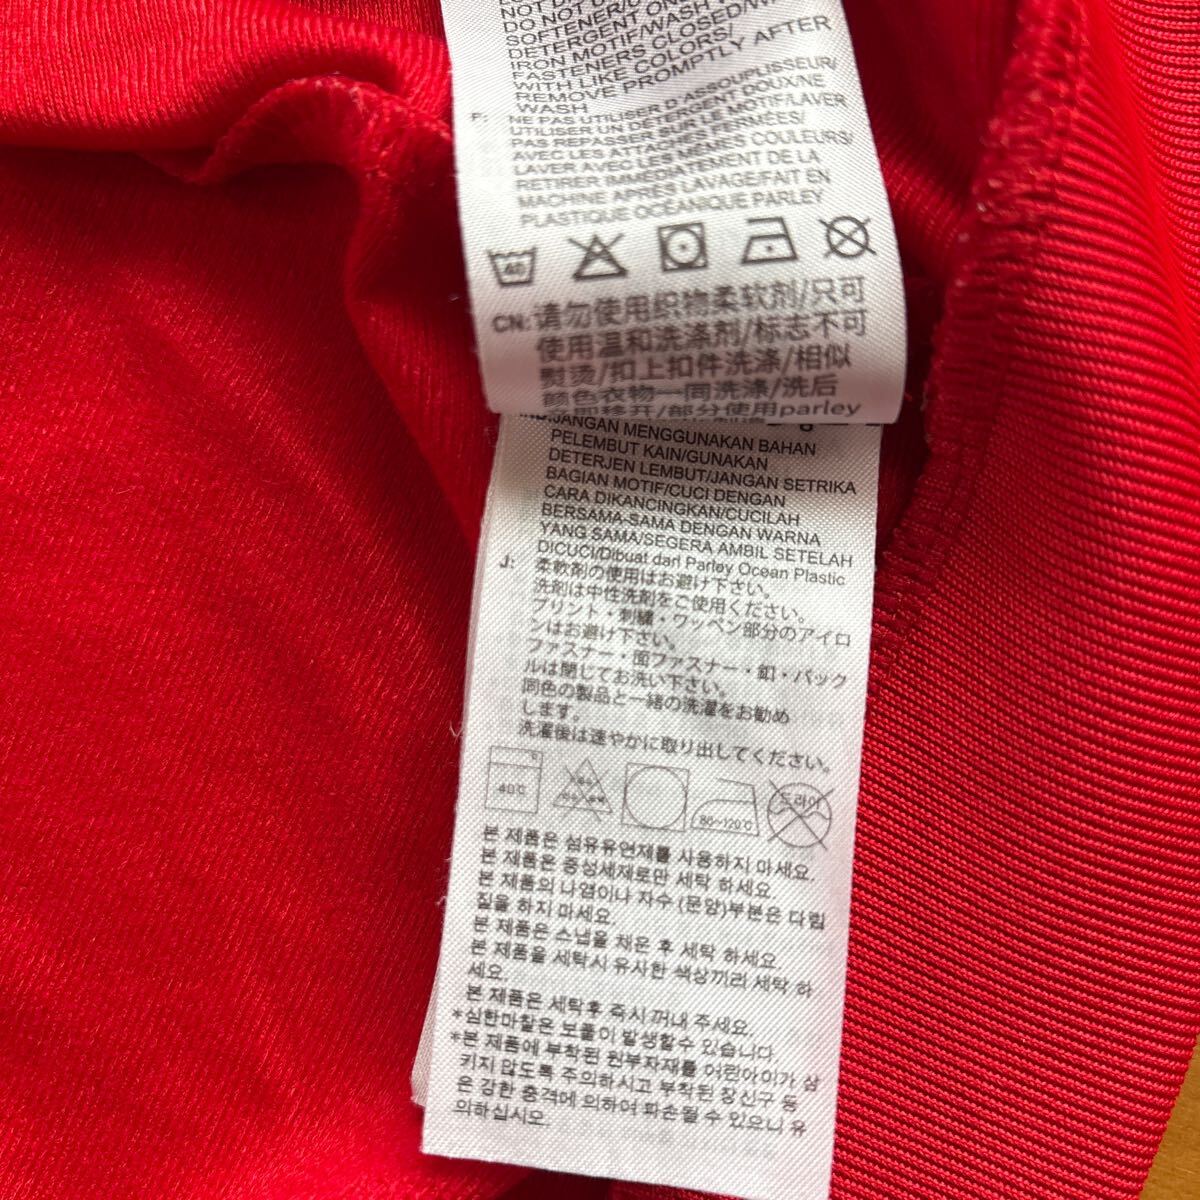 DO NOT U
SOFTENER/U
DETERGENT ONL
IRON MOTIF/WASH W
FASTENERS CLOSED/W
WITH LIKE COLORS/
REMOVE PROMPTLY AFTER
WASH
F: NE PAS UTILISER D'ASSOUPLISSEUR/
UTILISER UN DETERGENT DOUX/NE
PAS REPASSER SUR LE MOTIF/LAVER
AVEC LES ATTACHES FERMÉES/
LAVER AVEC LES MÊMES COULEURS/
RETIRER IMMÉDIATEMENT DE LA
MACHINE APRÈS LAVAGE/FAIT EN
PLASTIQUE OCÉANIQUE PARLEY
40
CN: 请勿使用织物柔软剂/只可
使用温和洗涤剂/标志不可
熨烫/扣上扣件洗涤/相似
颜色衣物一同洗涤/洗后
即移开/部分使用parley
IND: JANGAN MENGGUNAKAN BAHAN
PELEMBUT KAIN/GUNAKAN
DETERJEN LEMBUT/JANGAN SETRIKA
BAGIAN MOTIF/CUCI DENGAN
CARA DIKANCINGKAN/CUCILAH
BERSAMA-SAMA DENGAN WARNA
YANG SAMA/SEGERA AMBIL SETELAH
DICUCI/Dibuat dari Parley Ocean Plastic
J: 柔軟剤の使用はお避け下さい。
洗剤は中性洗剤をご使用ください。
プリント・刺繍・ワッペン部分のアイロ
ンはお避け下さい。
ファスナー・面ファスナー・釦・バック
ルは閉じてお洗い下さい。
同色の製品と一緒の洗濯をお勧め
します。
洗濯後は速やかに取り出してください。
40℃ 80~120℃ 드라이
본 제품은 섬유유연제를 사용하지 마세요.
본 제품은 중성세제로만 세탁 하세요.
본 제품의 나염이나 자수 (문양)부분은 다림
질을 하지 마세요
본 제품은 스냅을 채운 후 세탁 하세요
본 제품을 세탁시 유사한 색상끼리 세탁 하
세요.
본 제품은 세탁후 즉시 꺼내 주세요.
*심한마찰은 보풀이 발생할수 있습니다.
*본 제품에 부착된 원부자재를 어린아이가 삼
키지 않도록 주의하시고 부착된 장신구 등
은 강한 충격에 의하여 파손될 수 있으니 유
의하십시오.